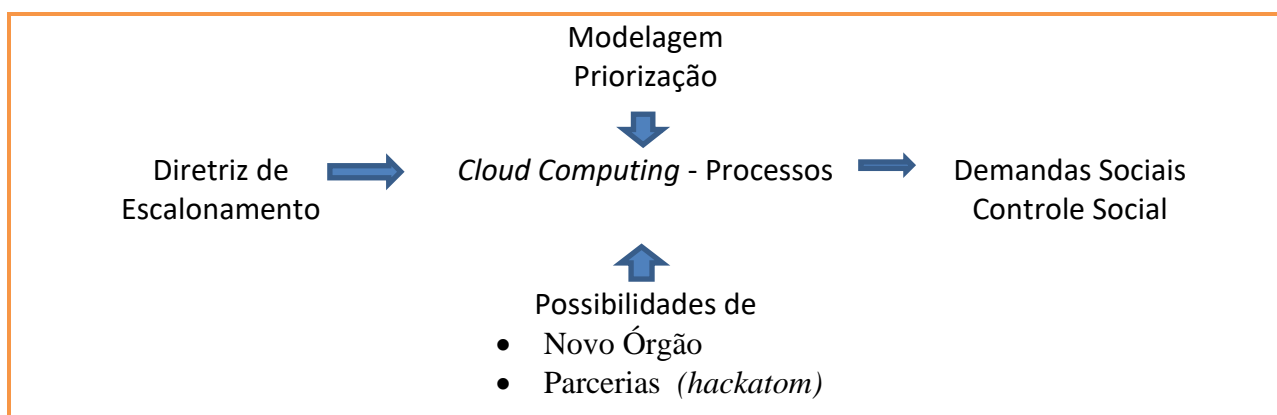 Modelagem
Priorização
Diretriz de
Escalonamento
Cloud Computing - Processos
Demandas Sociais
Controle Social
Possibilidades de
• Novo Órgão
• Parcerias (hackatom)